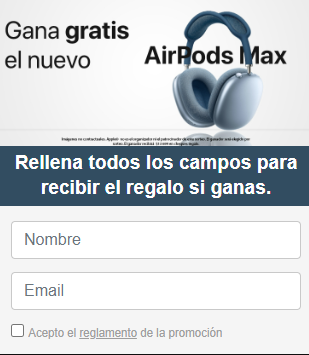 Gana gratis
el nuevo
AirPods Max
Rellena todos los campos para
recibir el regalo si ganas.
Nombre
Email
Acepto el reglamento de la promoción